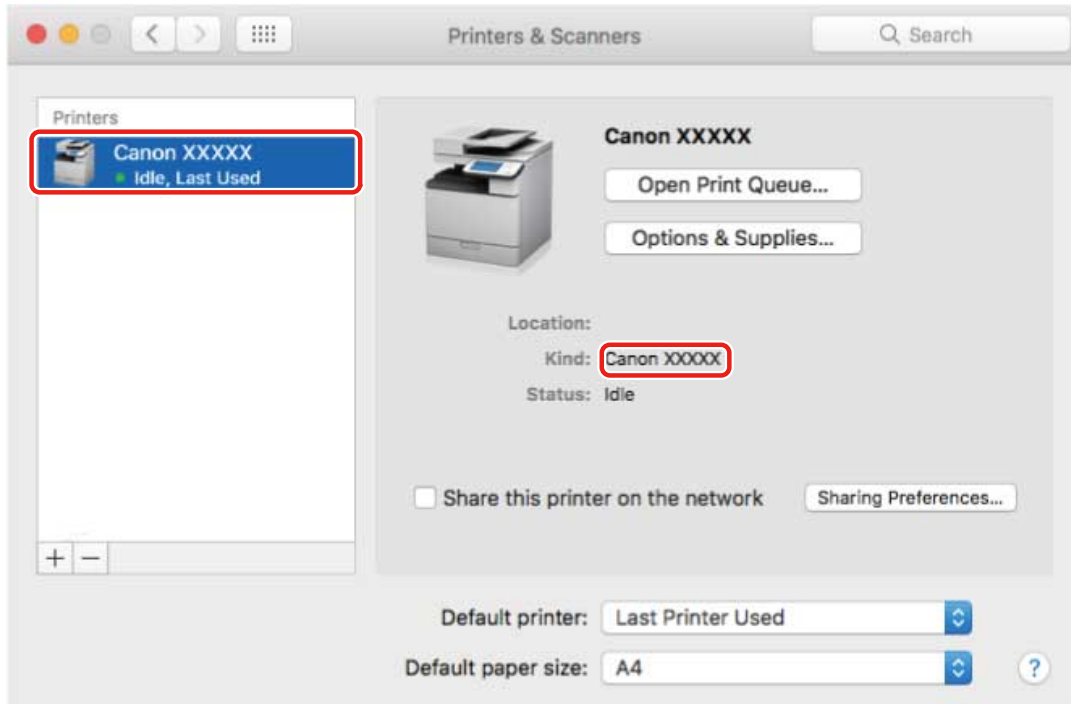 Printers & Scanners
Search
Printers
Canon XXXXX
Idle, Last Used
Canon XXXXX
Open Print Queue...
Options & Supplies...
Location:
Kind: Canon XXXXX
Status: Idle
Share this printer on the network
Sharing Preferences...
+ −
Default printer: Last Printer Used
Default paper size: A4
?